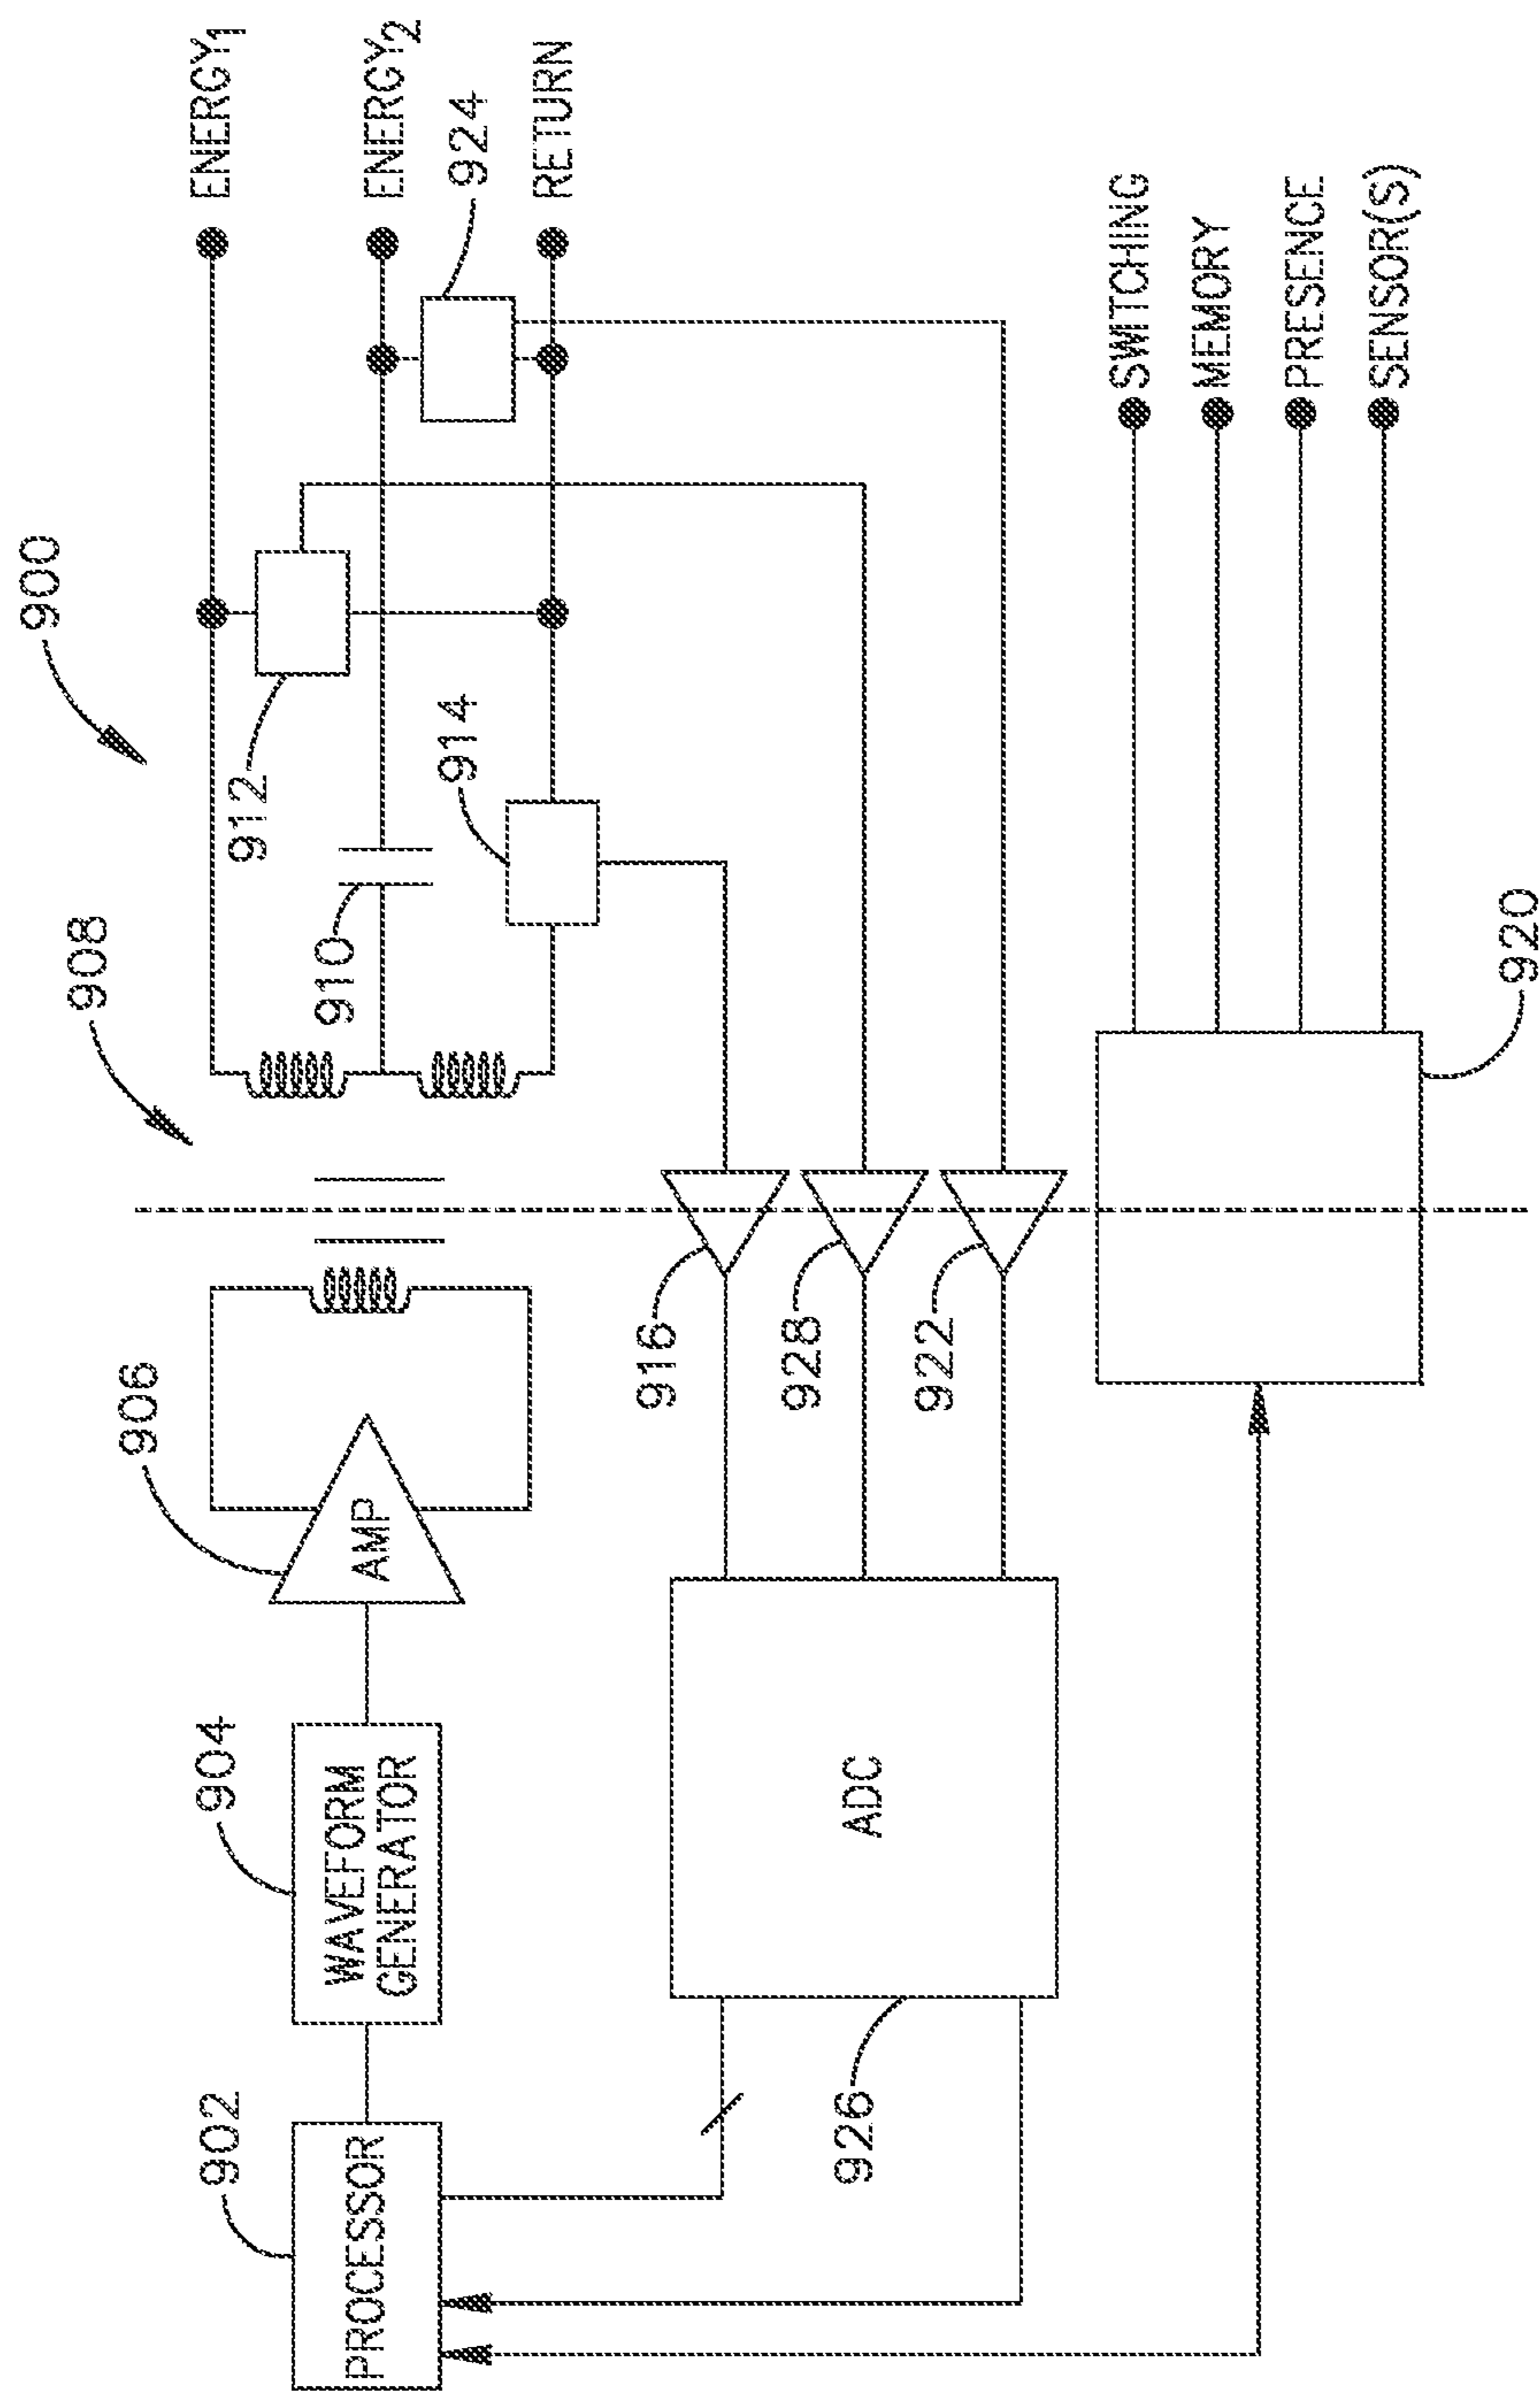 900
908
ENERGY1
ENERGY2
RETURN
924
912
914
910
906
AMP
904
WAVEFORM
GENERATOR
902
PROCESSOR
916
928
922
ADC
926
SWITCHING
MEMORY
PRESENCE
SENSOR(S)
920